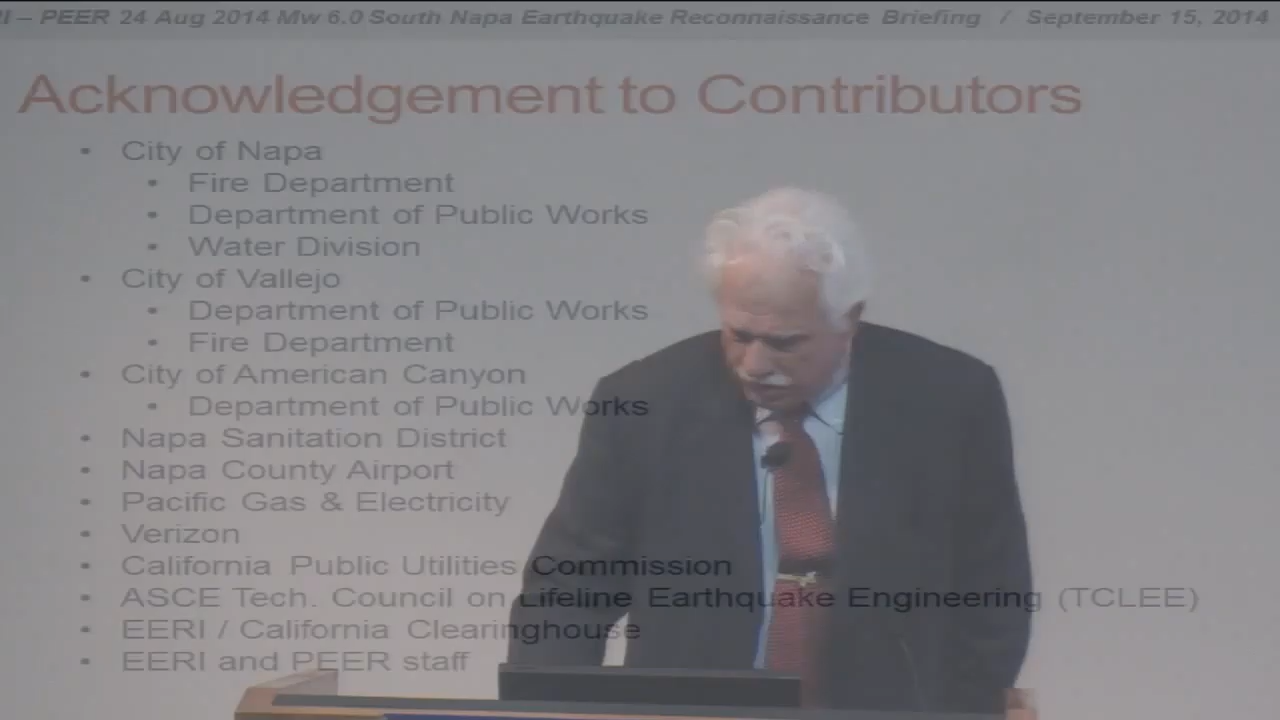 RI – PEER 24 Aug 2014 Mw 6.0 South Napa Earthquake Reconnaissance Briefing / September 15, 2014
Acknowledgement to Contributors
• City of Napa
• Fire Department
• Department of Public Works
• Water Division
• City of Vallejo
• Department of Public Works
• Fire Department
• City of American Canyon
• Department of Public Works
• Napa Sanitation District
• Napa County Airport
• Pacific Gas & Electricity
• Verizon
• California Public Utilities Commission
• ASCE Tech. Council on Lifeline Earthquake Engineering (TCLEE)
• EERI / California Clearinghouse
• EERI and PEER staff